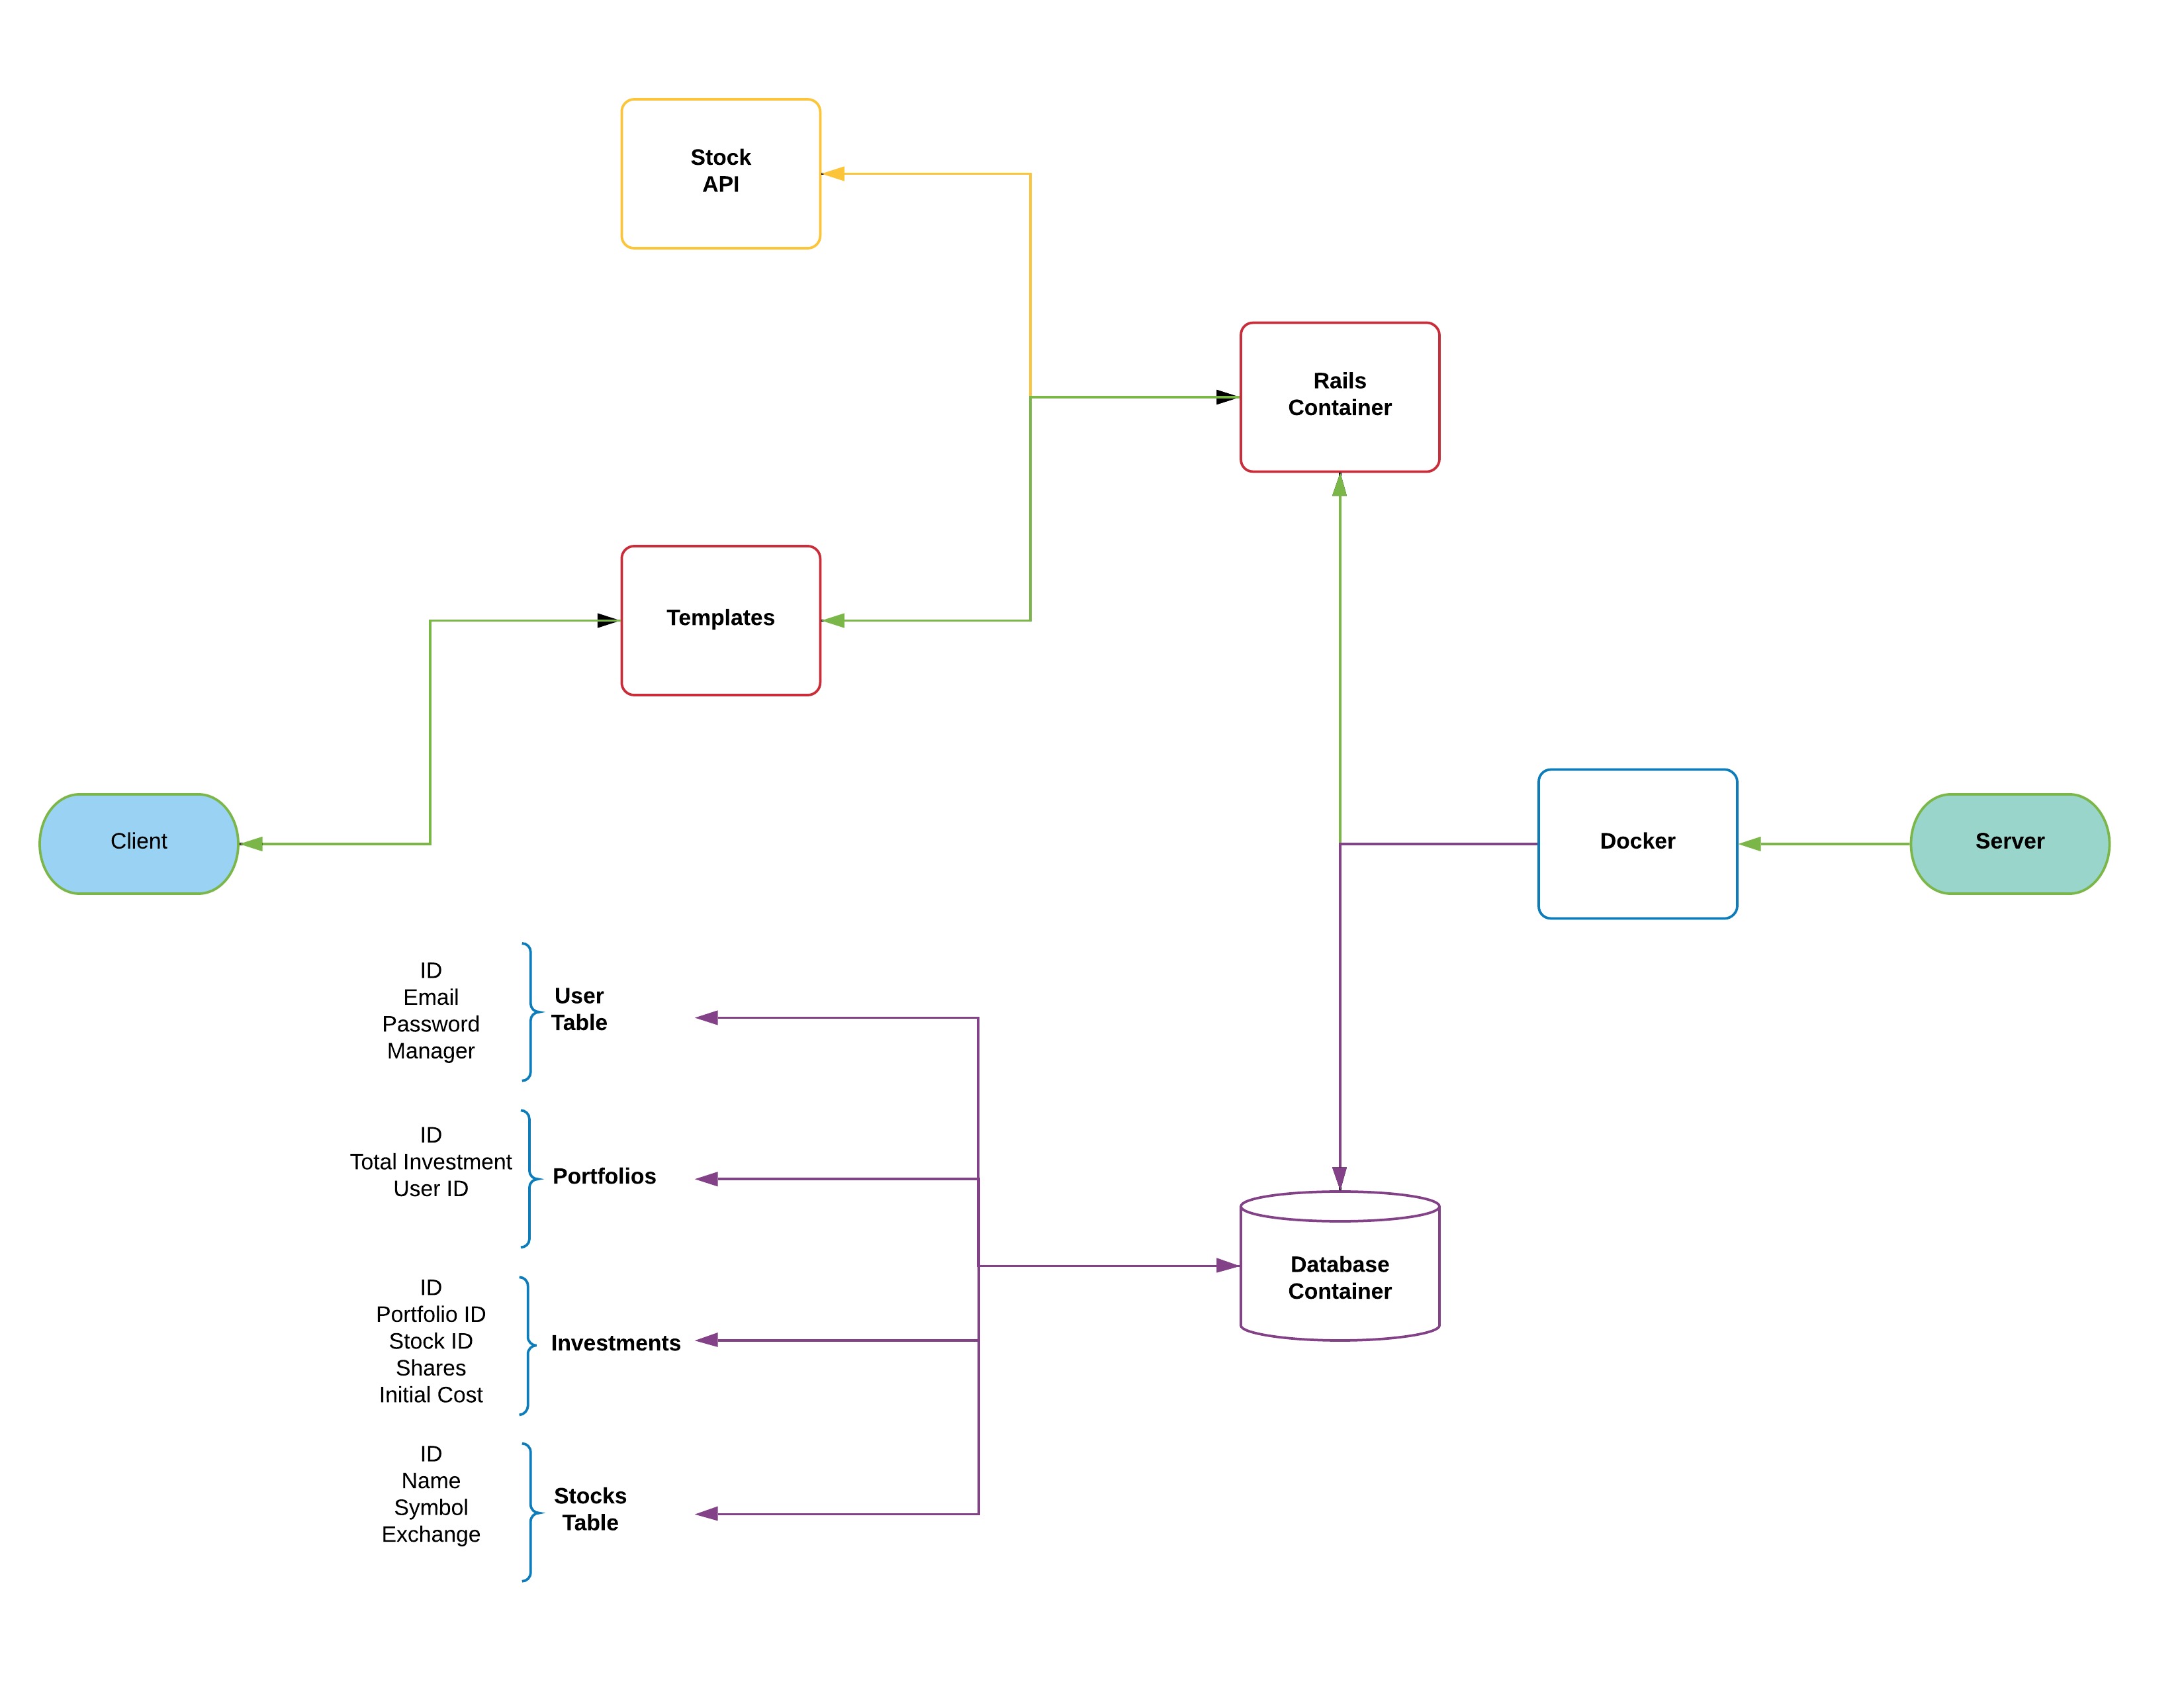 Stock
API
Rails
Container
Templates
Client
Docker
Server
ID
Email
Password
Manager
User
Table
ID
Total Investment
User ID
Portfolios
Database
Container
ID
Portfolio ID
Stock ID
Shares
Initial Cost
Investments
ID
Name
Symbol
Exchange
Stocks
Table